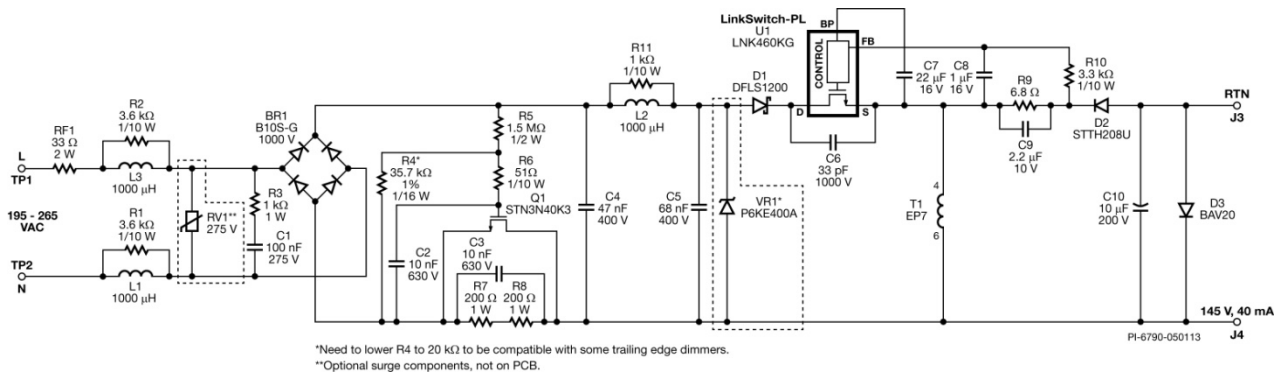 LinkSwitch-PL
U1
LNK460KG
BP
FB
CONTROL
D
S
R11
1 kΩ
1/10 W
L2
1000 µH
D1
DFLS1200
C7
22 µF
16 V
C8
1 µF
16 V
R9
6.8 Ω
R10
3.3 kΩ
1/10 W
RTN
J3
D2
STTH208U
C9
2.2 µF
10 V
C6
33 pF
1000 V
RF1
33 Ω
2 W
L
TP1
R2
3.6 kΩ
1/10 W
L3
1000 µH
BR1
B10S-G
1000 V
195 - 265
VAC
R1
3.6 kΩ
1/10 W
L1
1000 µH
TP2
N
RV1**
275 V
R3
1 kΩ
1 W
C1
100 nF
275 V
R4*
35.7 kΩ
1%
1/16 W
R5
1.5 MΩ
1/2 W
R6
51Ω
1/10 W
Q1
STN3N40K3
C2
10 nF
630 V
C3
10 nF
630 V
R7
200 Ω
1 W
R8
200 Ω
1 W
C4
47 nF
400 V
C5
68 nF
400 V
VR1*
P6KE400A
4
T1
EP7
6
C10
10 µF
200 V
D3
BAV20
145 V, 40 mA
J4
PI-6790-050113
*Need to lower R4 to 20 kΩ to be compatible with some trailing edge dimmers.
**Optional surge components, not on PCB.